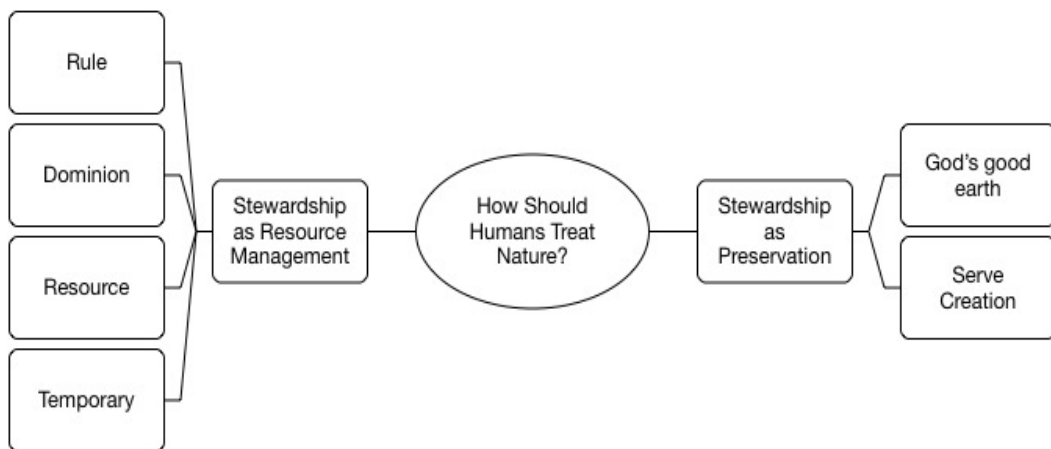 Rule
Dominion
Resource
Temporary
Stewardship
as Resource
Management
How Should
Humans Treat
Nature?
Stewardship
as
Preservation
God's good
earth
Serve
Creation